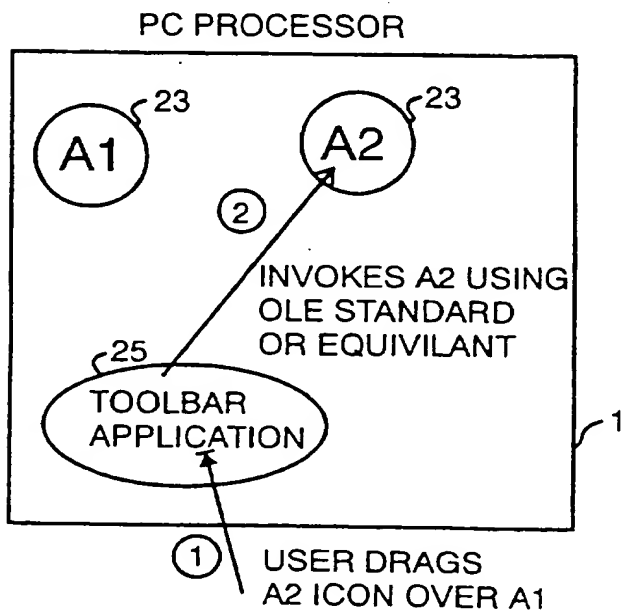 PC PROCESSOR
23
23
A1
A2
2
INVOKES A2 USING
OLE STANDARD
OR EQUIVILANT
25
TOOLBAR
APPLICATION
1
1
USER DRAGS
A2 ICON OVER A1